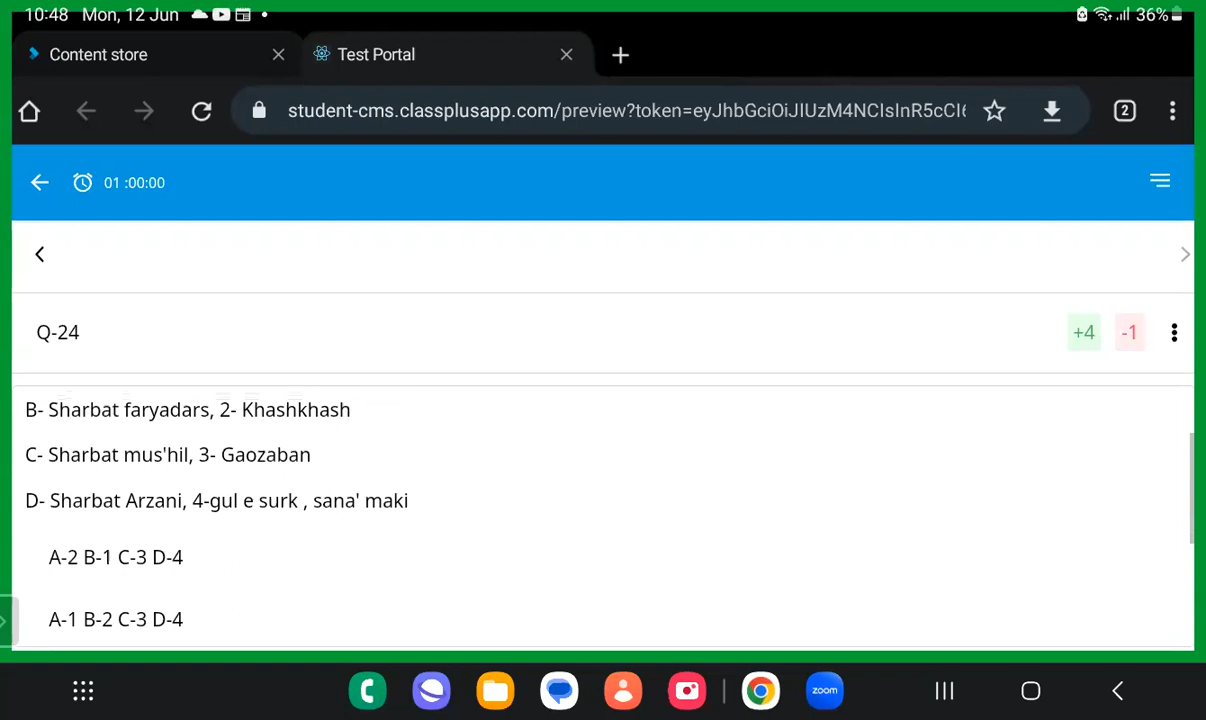 10:48 Mon, 12 Jun 36%
Content store Test Portal
student-cms.classplusapp.com/preview?token=eyJhbGciOiJIUzM4NCIsInR5cCI6 2
01 :00:00
Q-24 +4 -1
B- Sharbat faryadars, 2- Khashkhash
C- Sharbat mus'hil, 3- Gaozaban
D- Sharbat Arzani, 4-gul e surk , sana' maki
A-2 B-1 C-3 D-4
A-1 B-2 C-3 D-4
zoom